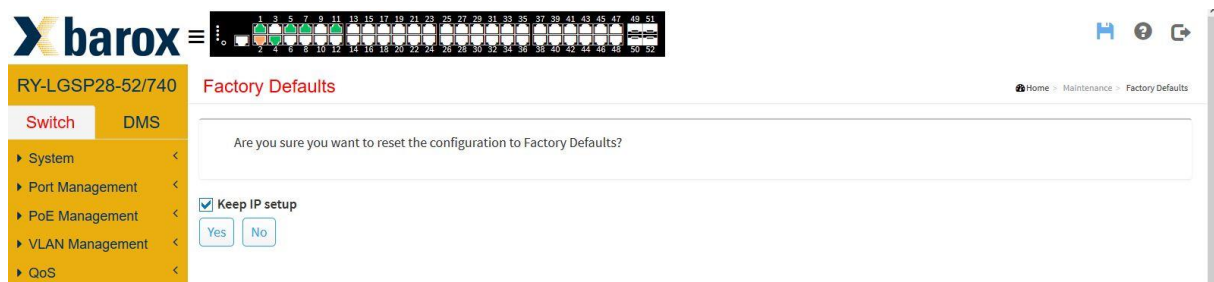 1 3 5 7 9 11 13 15 17 19 21 23 25 27 29 31 33 35 37 39 41 43 45 47 49 51
barox
2 4 6 8 10 12 14 16 18 20 22 24 26 28 30 32 34 36 38 40 42 44 46 48 50 52
RY-LGSP28-52/740
Factory Defaults
Home > Maintenance > Factory Defaults
Switch DMS
Are you sure you want to reset the configuration to Factory Defaults?
System
Port Management
PoE Management
VLAN Management
QoS
Keep IP setup
Yes No